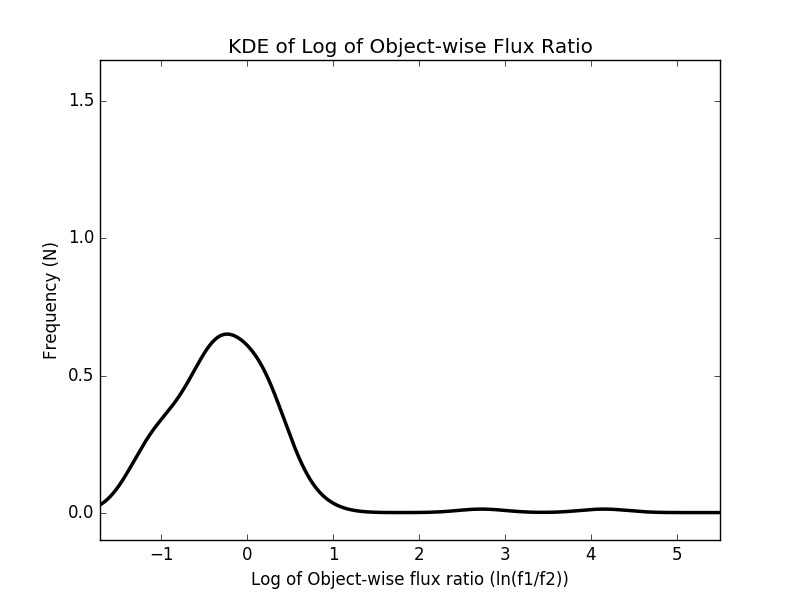 KDE of Log of Object-wise Flux Ratio
1.5
1.0
0.5
0.0
Frequency (N)
−1 0 1 2 3 4 5
Log of Object-wise flux ratio (ln(f1/f2))